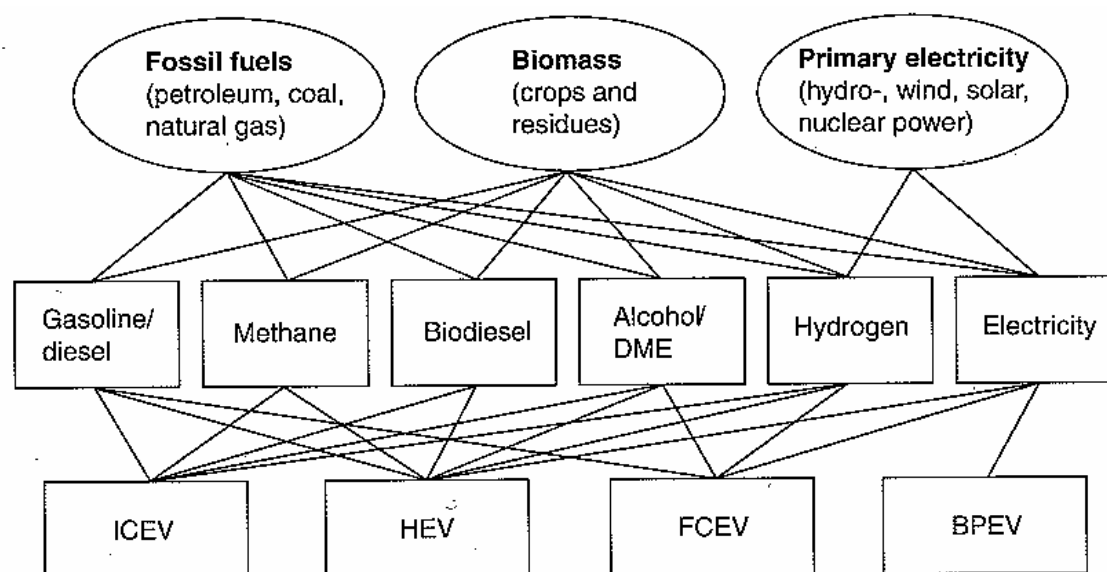 Fossil fuels
(petroleum, coal,
natural gas)
Biomass
(crops and
residues)
Primary electricity
(hydro-, wind, solar,
nuclear power)
Gasoline/
diesel
Methane
Biodiesel
Alcohol/
DME
Hydrogen
Electricity
ICEV
HEV
FCEV
BPEV